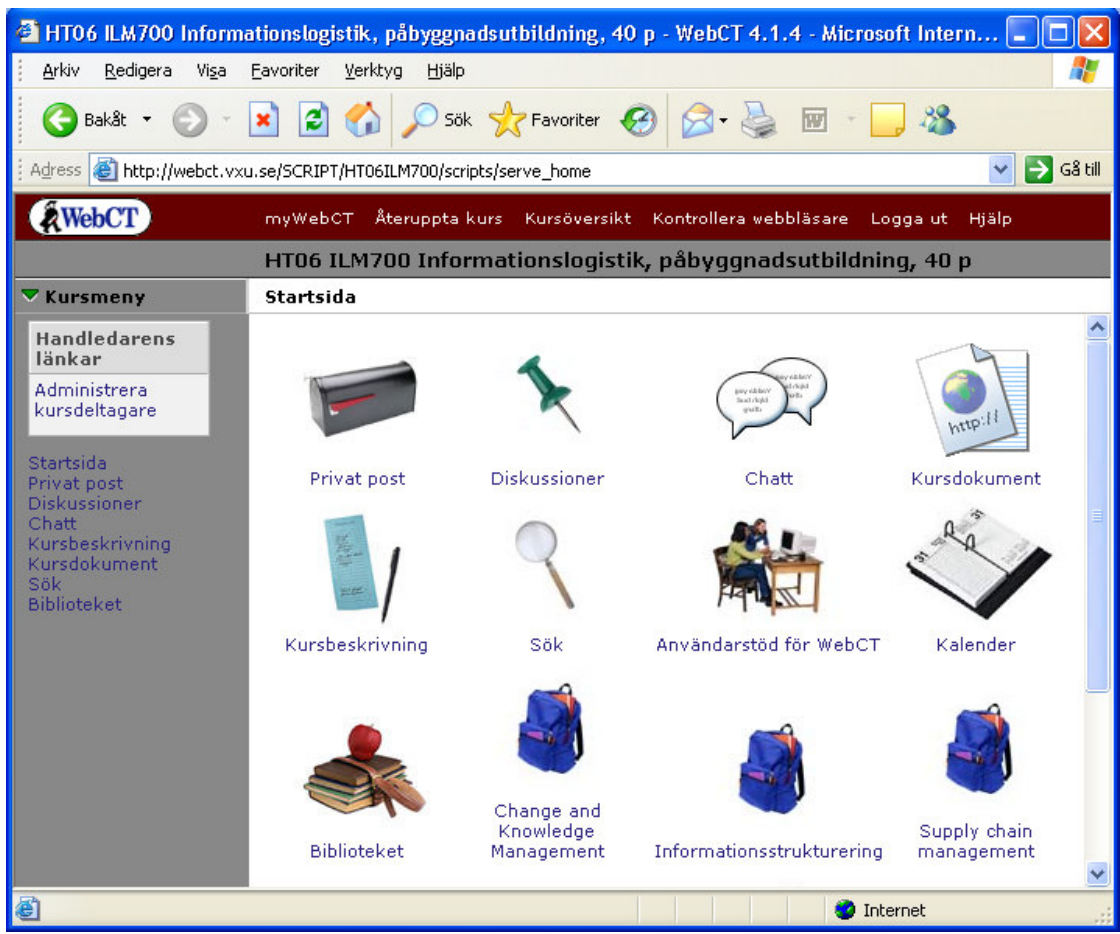 HT06 ILM700 Informationslogistik, påbyggnadsutbildning, 40 p - WebCT 4.1.4 - Microsoft Intern...
Arkiv Redigera Visa Favoriter Verktyg Hjälp
Bakåt Sök Favoriter
Adress http://webct.vxu.se/SCRIPT/HT06ILM700/scripts/serve_home Gå till
WebCT myWebCT Återuppta kurs Kursöversikt Kontrollera webbläsare Logga ut Hjälp
HT06 ILM700 Informationslogistik, påbyggnadsutbildning, 40 p
Kursmeny
Startsida
Handledarens
länkar
Administrera
kursdeltagare
Startsida
Privat post
Diskussioner
Chatt
Kursbeskrivning
Kursdokument
Sök
Biblioteket
http://
Privat post Diskussioner Chatt Kursdokument
31 31
Kursbeskrivning Sök Användarstöd för WebCT Kalender
Biblioteket
Change and
Knowledge
Management
Informationsstrukturering
Supply chain
management
Internet